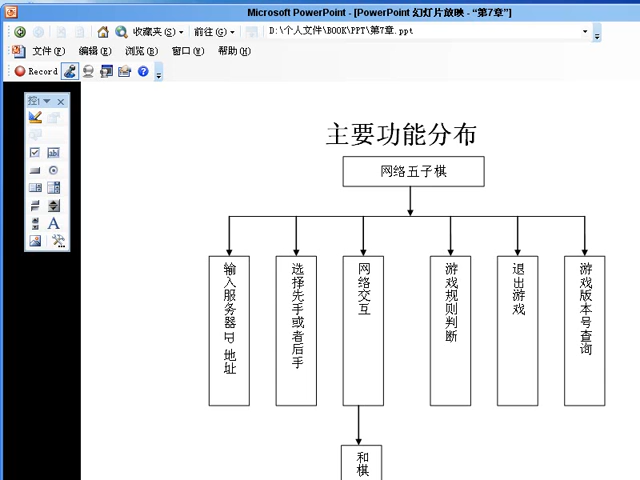 Microsoft PowerPoint - [PowerPoint 幻灯片放映 - “第7章”]
收藏夹(S) 前往(G) D:\个人文件\BOOK\PPT\第7章.ppt
文件(F) 编辑(E) 浏览(B) 窗口(W) 帮助(H)
Record
控
主要功能分布
网络五子棋
输入服务器IP地址
选择先手或者后手
网络交互
游戏规则判断
退出游戏
游戏版本号查询
和棋